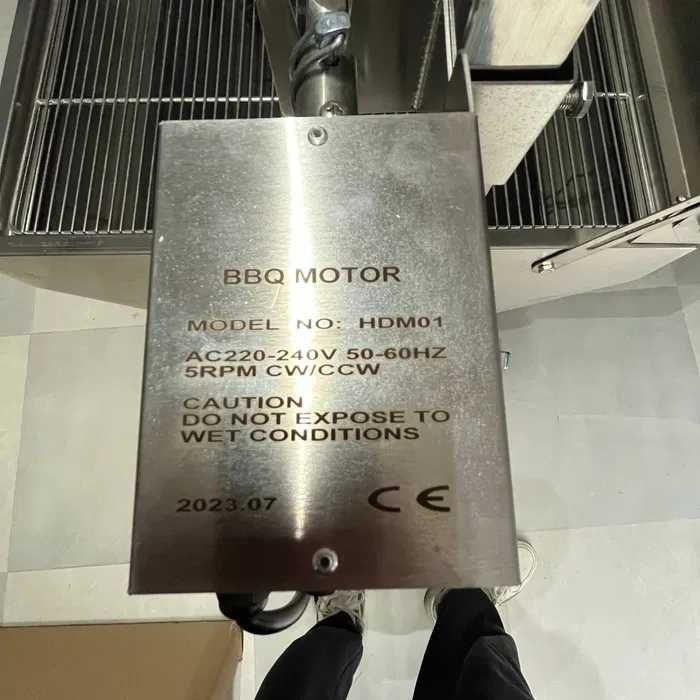 BBQ MOTOR
MODEL NO: HDM01
AC220-240V 50-60HZ
5RPM CW/CCW
CAUTION
DO NOT EXPOSE TO
WET CONDITIONS
2023.07 CE